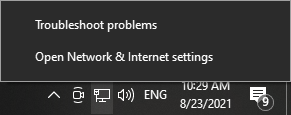 Troubleshoot problems
Open Network & Internet settings
10:29 AM
ENG
8/23/2021
9